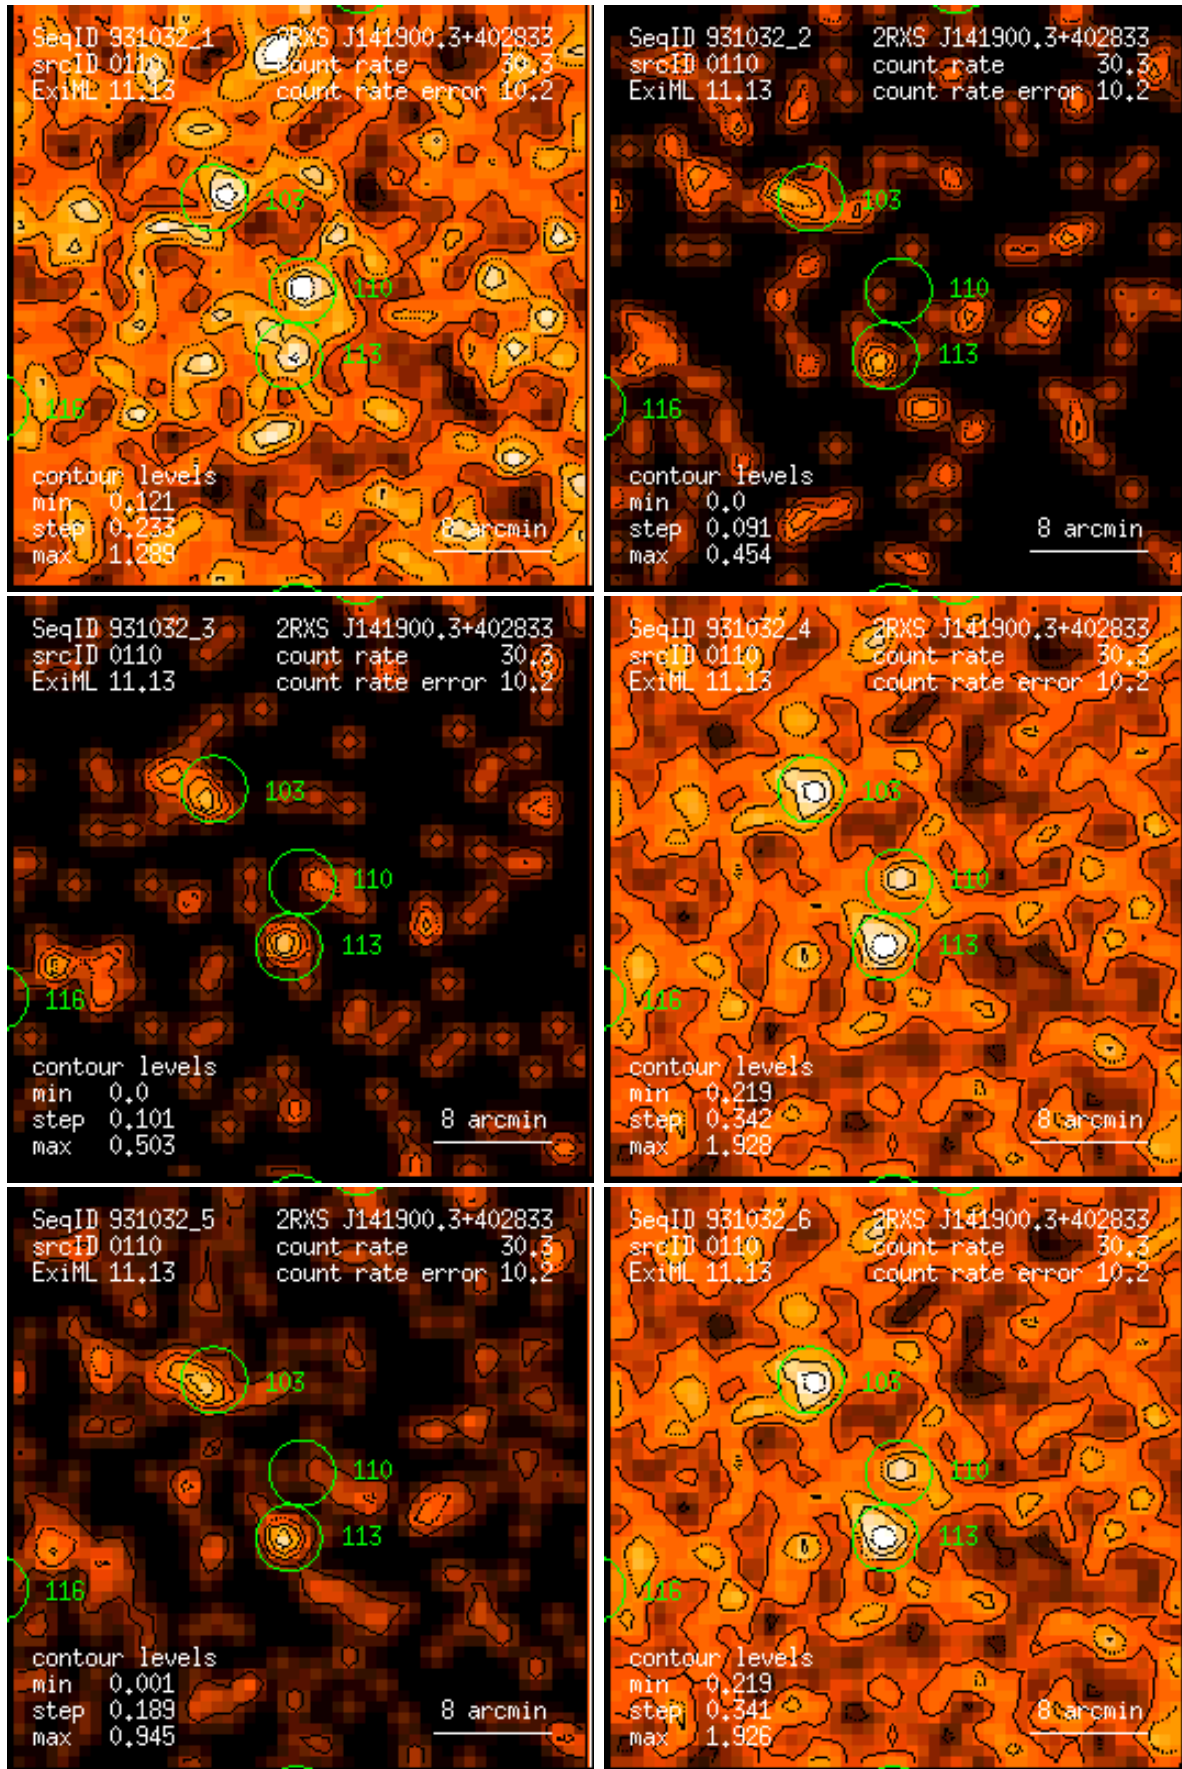 SeqID 931032_1 2RXS J141900.3+402833
srcID 0110 count rate 30.3
ExiML 11.13 count rate error 10.2
103
110
113
116
contour levels
min 0.121
step 0.233
max 1.289
8 arcmin
SeqID 931032_2 2RXS J141900.3+402833
srcID 0110 count rate 30.3
ExiML 11.13 count rate error 10.2
103
110
113
116
contour levels
min 0.0
step 0.091
max 0.454
8 arcmin
SeqID 931032_3 2RXS J141900.3+402833
srcID 0110 count rate 30.3
ExiML 11.13 count rate error 10.2
103
110
113
116
contour levels
min 0.0
step 0.101
max 0.503
8 arcmin
SeqID 931032_4 2RXS J141900.3+402833
srcID 0110 count rate 30.3
ExiML 11.13 count rate error 10.2
103
110
113
116
contour levels
min 0.219
step 0.342
max 1.928
8 arcmin
SeqID 931032_5 2RXS J141900.3+402833
srcID 0110 count rate 30.3
ExiML 11.13 count rate error 10.2
103
110
113
116
contour levels
min 0.001
step 0.189
max 0.945
8 arcmin
SeqID 931032_6 2RXS J141900.3+402833
srcID 0110 count rate 30.3
ExiML 11.13 count rate error 10.2
103
110
113
116
contour levels
min 0.219
step 0.341
max 1.926
8 arcmin